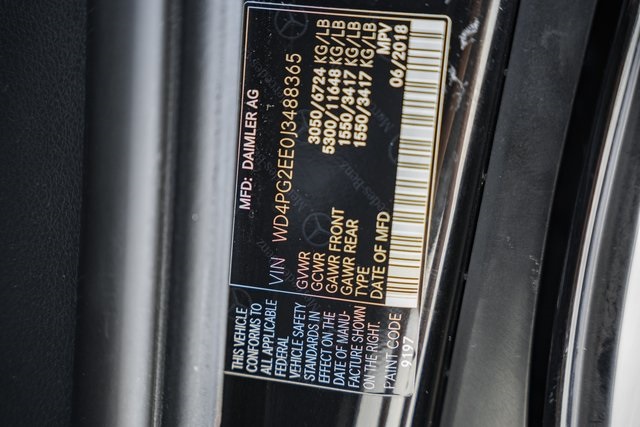 MFD: DAIMLER AG
VIN WD4PG2EE0J3488365
GVWR 3050/6724 KG/LB
GCWR 5300/11648 KG/LB
GAWR FRONT 1550/3417 KG/LB
GAWR REAR 1550/3417 KG/LB
TYPE MPV
DATE OF MFD 06/2018
THIS VEHICLE
CONFORMS TO
ALL APPLICABLE
FEDERAL
VEHICLE SAFETY
STANDARDS IN
EFFECT ON THE
DATE OF MANU-
FACTURE SHOWN
ON THE RIGHT.
PAINT CODE
9197